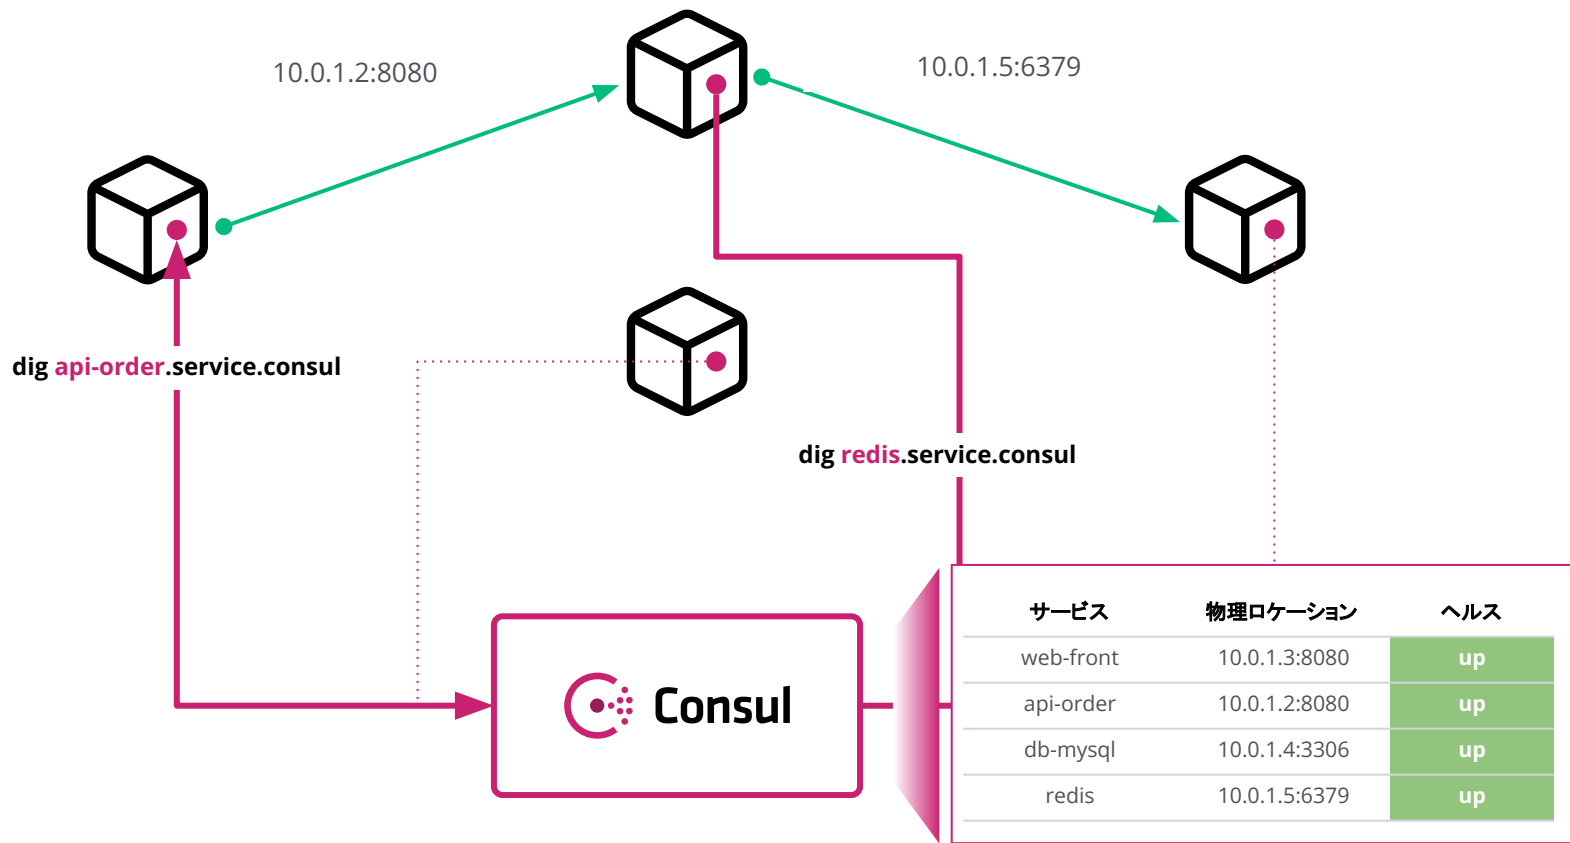 10.0.1.2:8080
10.0.1.5:6379
dig api-order.service.consul
dig redis.service.consul
Consul
サービス 物理ロケーション ヘルス
web-front 10.0.1.3:8080 up
api-order 10.0.1.2:8080 up
db-mysql 10.0.1.4:3306 up
redis 10.0.1.5:6379 up